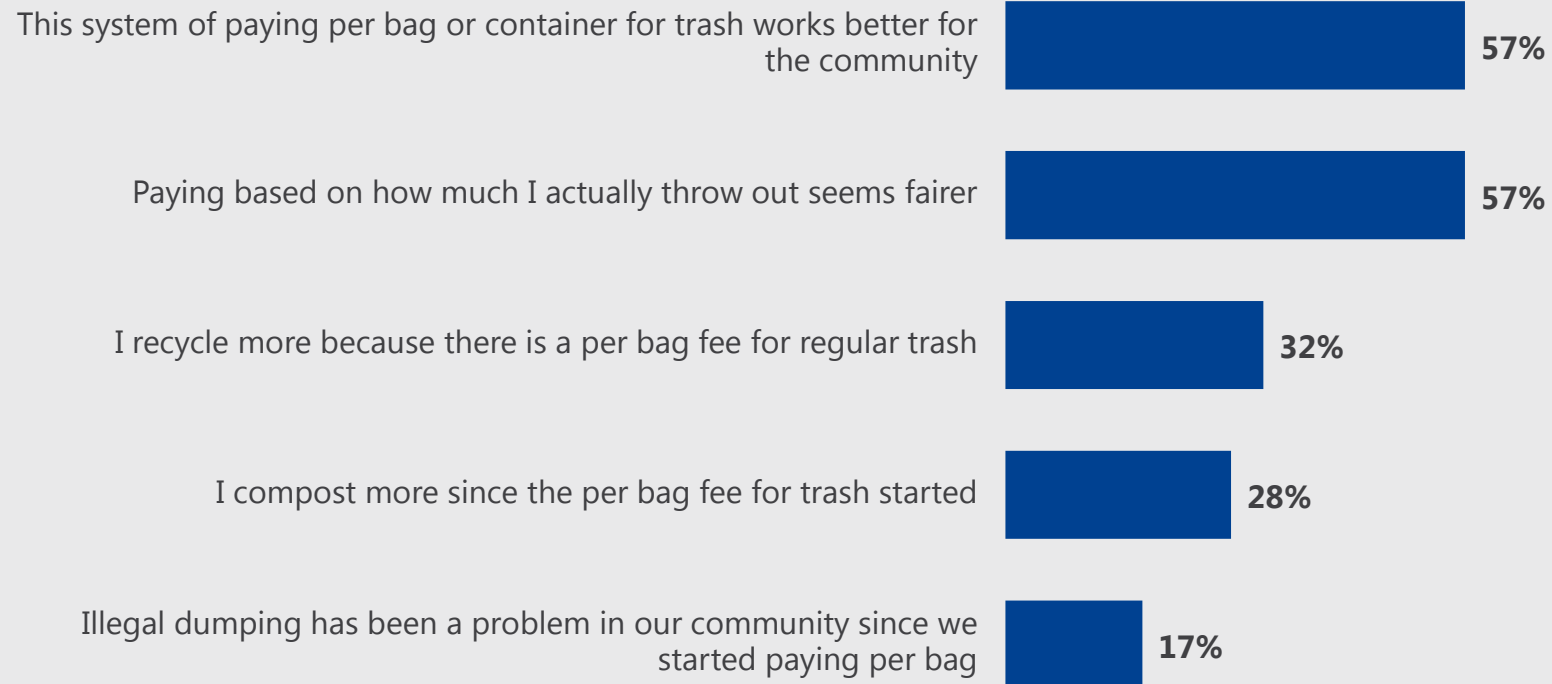 This system of paying per bag or container for trash works better for
the community
57%
Paying based on how much I actually throw out seems fairer
57%
I recycle more because there is a per bag fee for regular trash
32%
I compost more since the per bag fee for trash started
28%
Illegal dumping has been a problem in our community since we
started paying per bag
17%